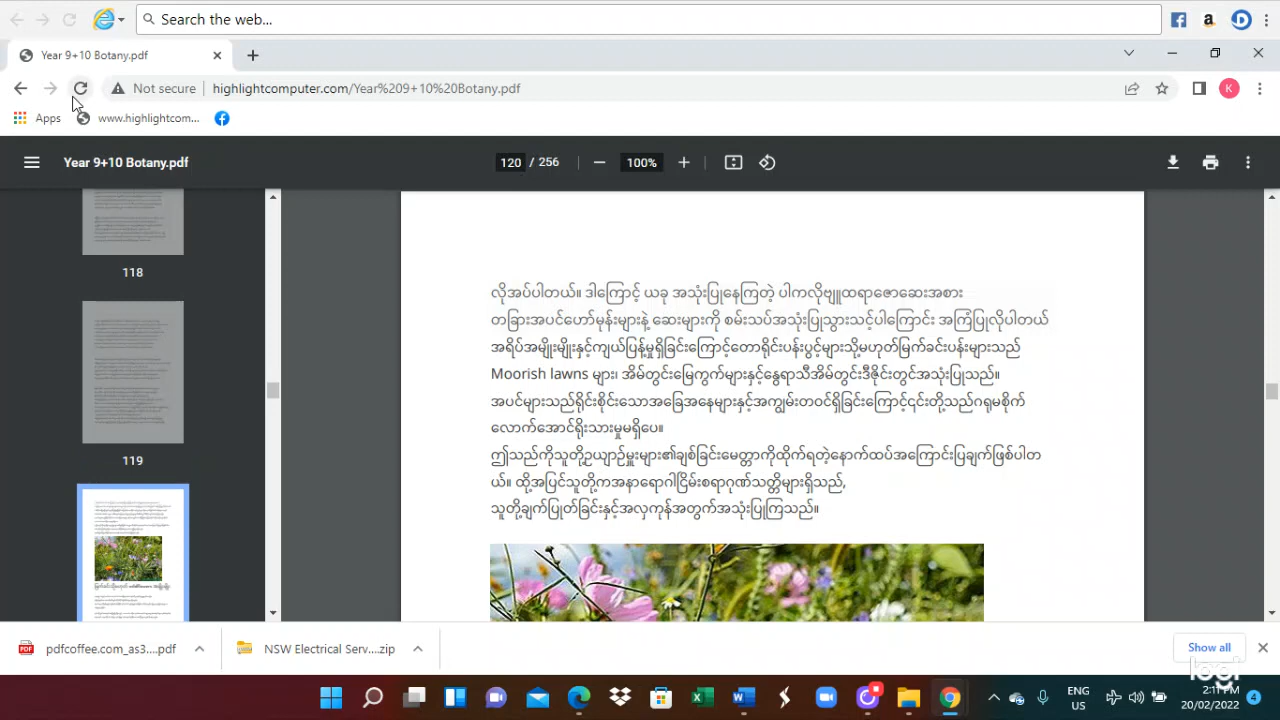 Search the web...
Year 9+10 Botany.pdf
Not secure
highlightcomputer.com/Year%209+10%20Botany.pdf
K
Apps
www.highlightcom...
Year 9+10 Botany.pdf
120 / 256
100%
118
119
လိုအပ်ပါတယ်။ ဒါကြောင့် ယခု အသုံးပြုနေကြတဲ့ ပါကလိုဗျူထရာဇောဆေးအစား
တခြားအပင်ဟော်မုန်းများနဲ့ ဆေးများကို စမ်းသပ်အသုံးပြုသွားသင့်ပါကြောင်း အကြံပြုလိုပါတယ်
အရိပ်အမျိုးမျိုးနှင့်ကျယ်ပြန့်မှုရှိခြင်းကြောင့်တောရိုင်းပန်းပွင့်များသို့မဟုတ်မြက်ခင်းပန်းများသည်
Moorish lawns များ၊ အိမ်တွင်းမြေကွက်များနှင့်နွေရာသီအိမ်တွင်းဒီဇိုင်းတွင်အသုံးပြုသည်။
အပင်များသည်ရိုင်းစိုင်းသောအခြေအနေများနှင့်အကျွမ်းတဝင်ရှိခြင်းကြောင့်၎င်းတို့သည်ဂရုမစိုက်
လောက်အောင်ရိုးသားမှုမရှိပေ။
ဤသည်ကိုသူတို့ဥယျာဉ်မှူးများ၏ချစ်ခြင်းမေတ္တာကိုထိုက်ရတဲ့နောက်ထပ်အကြောင်းပြချက်ဖြစ်ပါတ
ယ်။ ထို့အပြင်သူတို့ကအနာရောဂါငြိမ်းစရာဂုဏ်သတ္တိများရှိသည်,
သူတို့ချက်အပြုတ်ခြင်းနှင့်အလှကုန်အတွက်အသုံးပြုကြသည်။
pdfcoffee.com_as3....pdf
NSW Electrical Serv....zip
Show all
logi
ENG
US
2:11 PM
20/02/2022
4